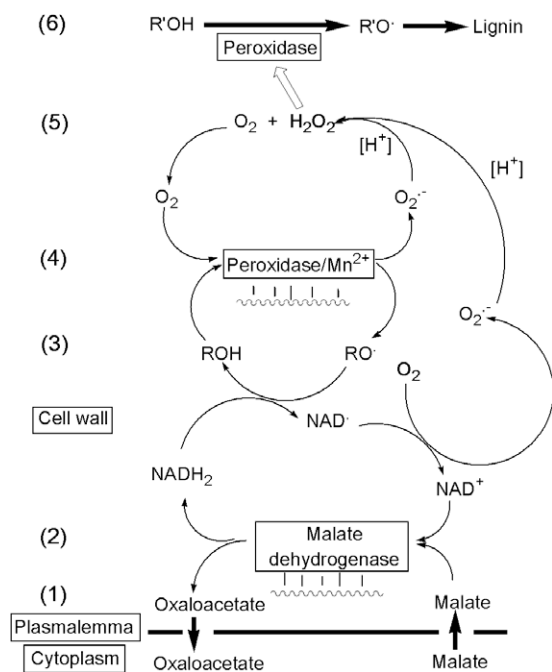 (6) R'OH R'O· Lignin
Peroxidase
(5) O2 + H2O2
[H+]
[H+]
O2 O2·-
(4) Peroxidase/Mn2+
O2·-
(3) ROH RO·
O2
Cell wall NAD·
NADH2 NAD+
(2) Malate
dehydrogenase
(1) Oxaloacetate Malate
Plasmalemma
Cytoplasm Oxaloacetate Malate